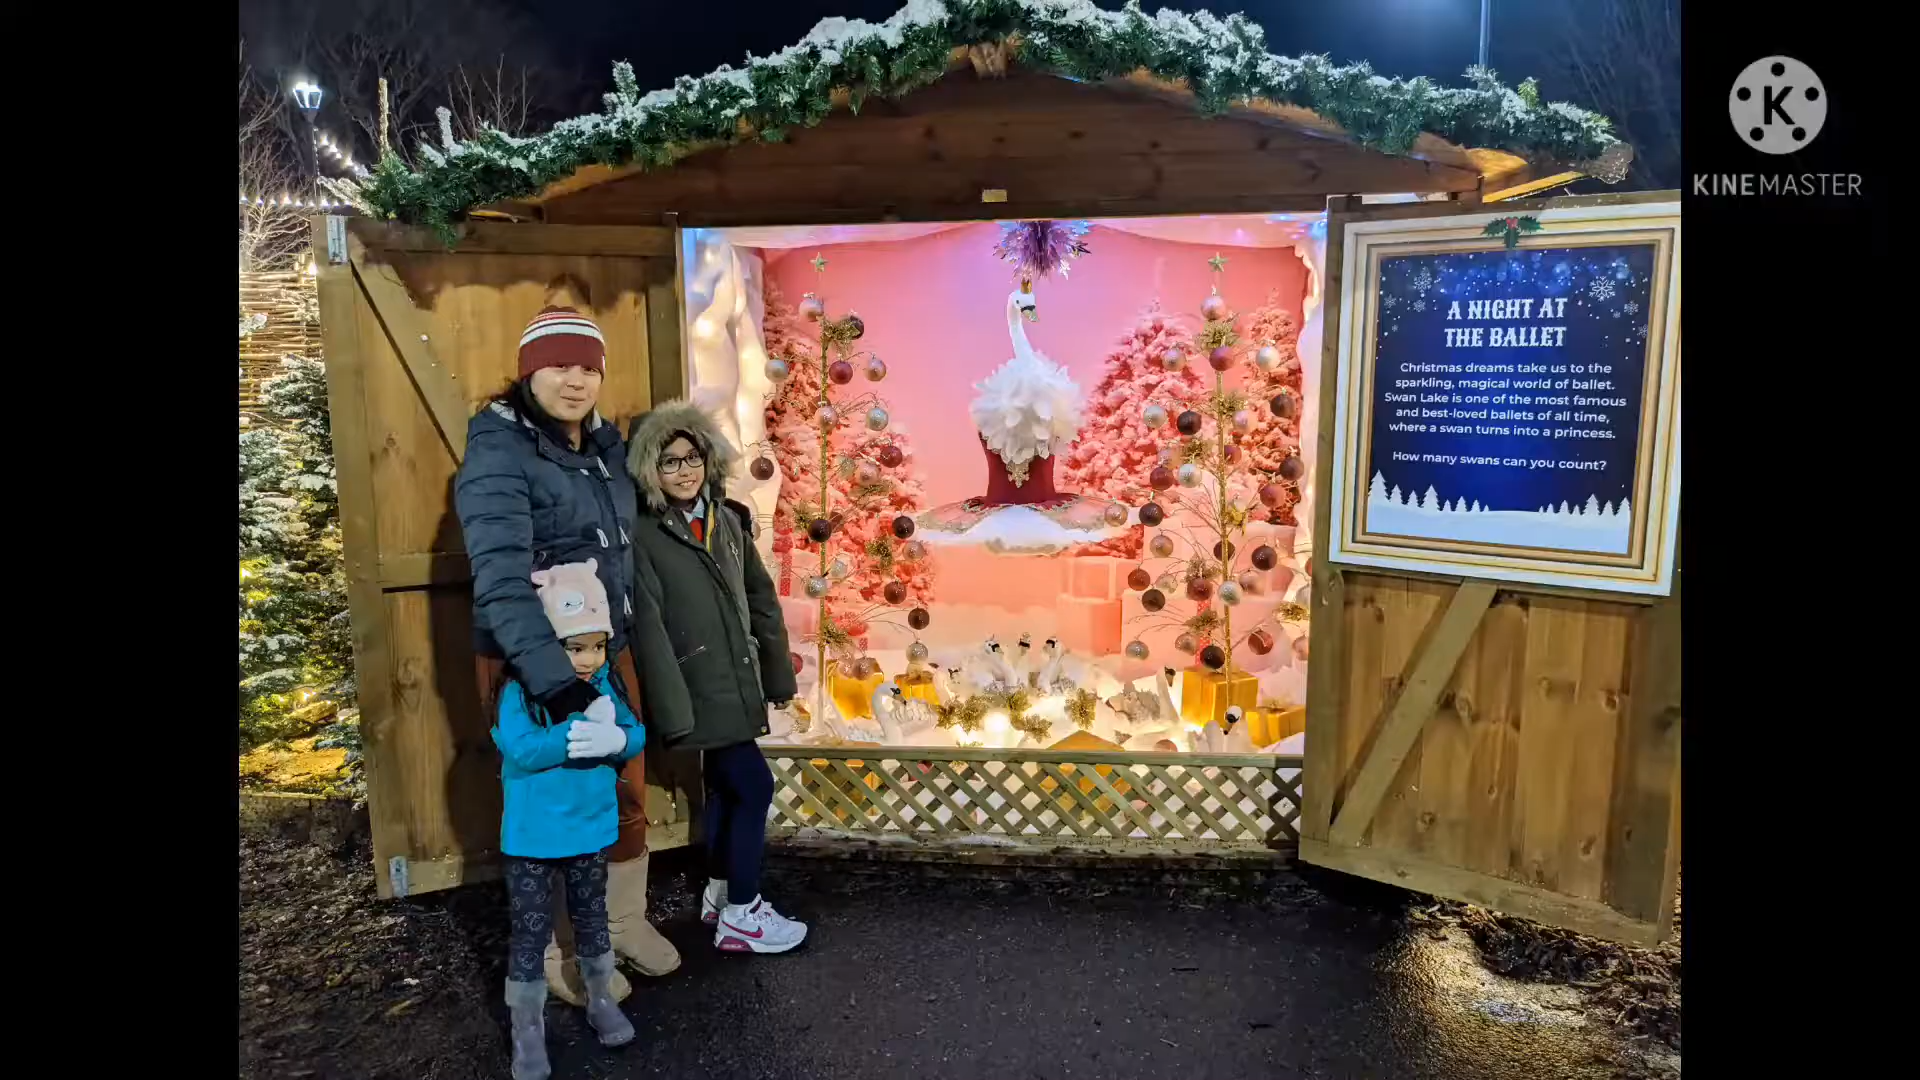 A NIGHT AT
THE BALLET
Christmas dreams take us to the
sparkling, magical world of ballet.
Swan Lake is one of the most famous
and best-loved ballets of all time,
where a swan turns into a princess.
How many swans can you count?
K
KINEMASTER